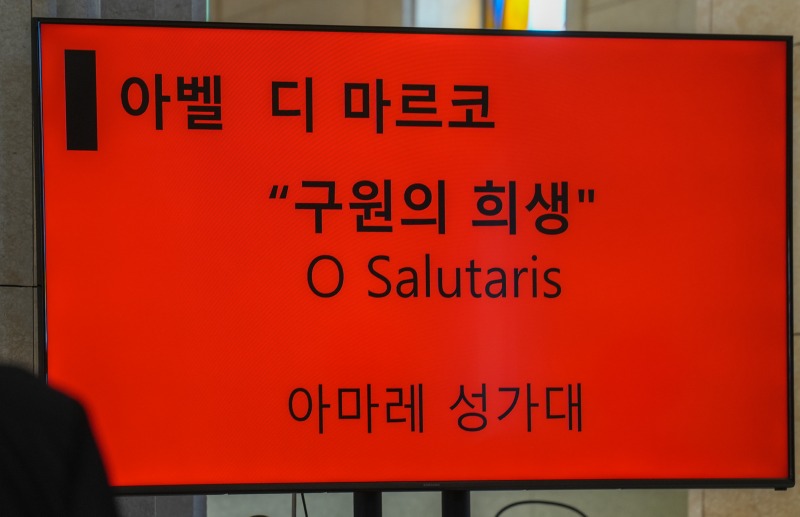 아벨 디 마르코
“구원의 희생"
O Salutaris
아마레 성가대